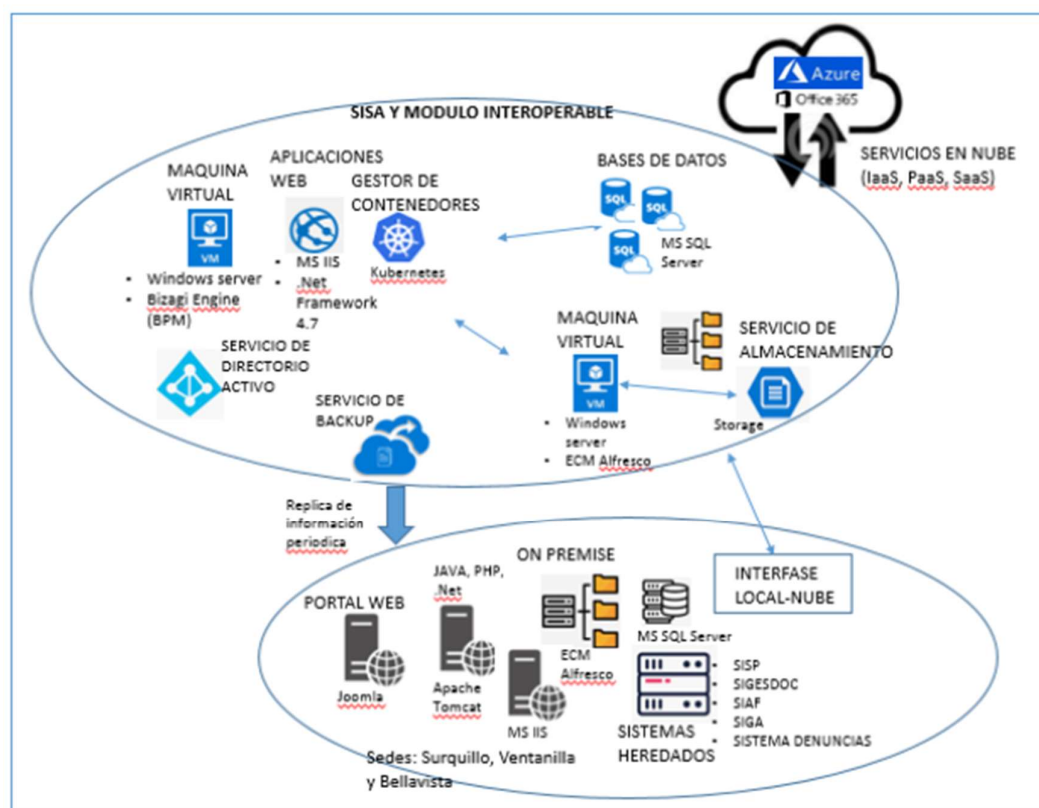 Azure
Office 365
SISA Y MODULO INTEROPERABLE
SERVICIOS EN NUBE
(IaaS, PaaS, SaaS)
MAQUINA
VIRTUAL
VM
Windows server
Bizagi Engine
(BPM)
APLICACIONES
WEB
MS IIS
.Net
Framework
4.7
GESTOR DE
CONTENEDORES
Kubernetes
BASES DE DATOS
SQL
SQL
SQL
MS SQL
Server
SERVICIO DE
DIRECTORIO
ACTIVO
SERVICIO DE
BACKUP
MAQUINA
VIRTUAL
VM
Windows
server
ECM Alfresco
SERVICIO DE
ALMACENAMIENTO
Storage
Replica de
información
periodica
ON PREMISE
INTERFASE
LOCAL-NUBE
PORTAL WEB
Joomla
JAVA, PHP,
.Net
Apache
Tomcat
MS IIS
ECM
Alfresco
MS SQL Server
SISTEMAS
HEREDADOS
SISP
SIGESDOC
SIAF
SIGA
SISTEMA DENUNCIAS
Sedes: Surquillo, Ventanilla
y Bellavista